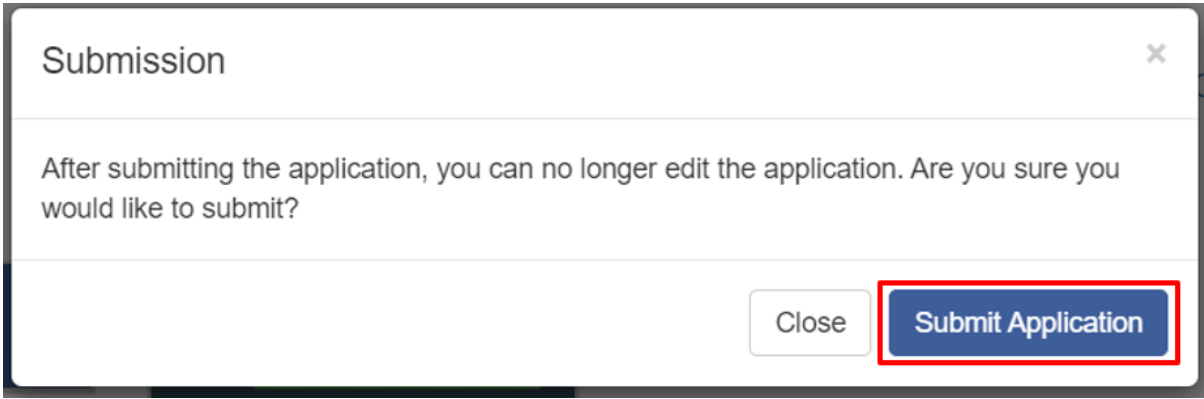 Submission
×
After submitting the application, you can no longer edit the application. Are you sure you
would like to submit?
Close
Submit Application